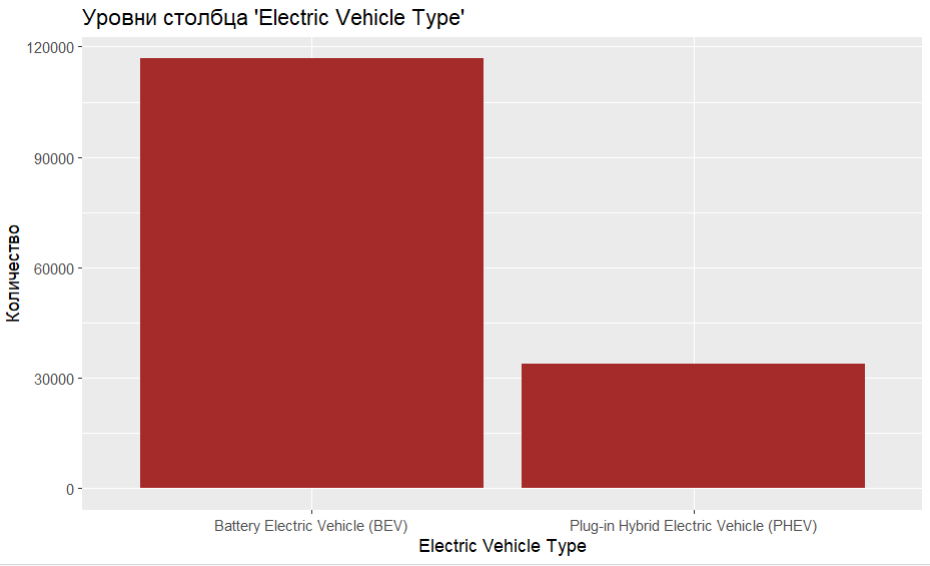 Уровни столбца 'Electric Vehicle Type'
120000
90000
60000
30000
0
Количество
Battery Electric Vehicle (BEV)
Plug-in Hybrid Electric Vehicle (PHEV)
Electric Vehicle Type